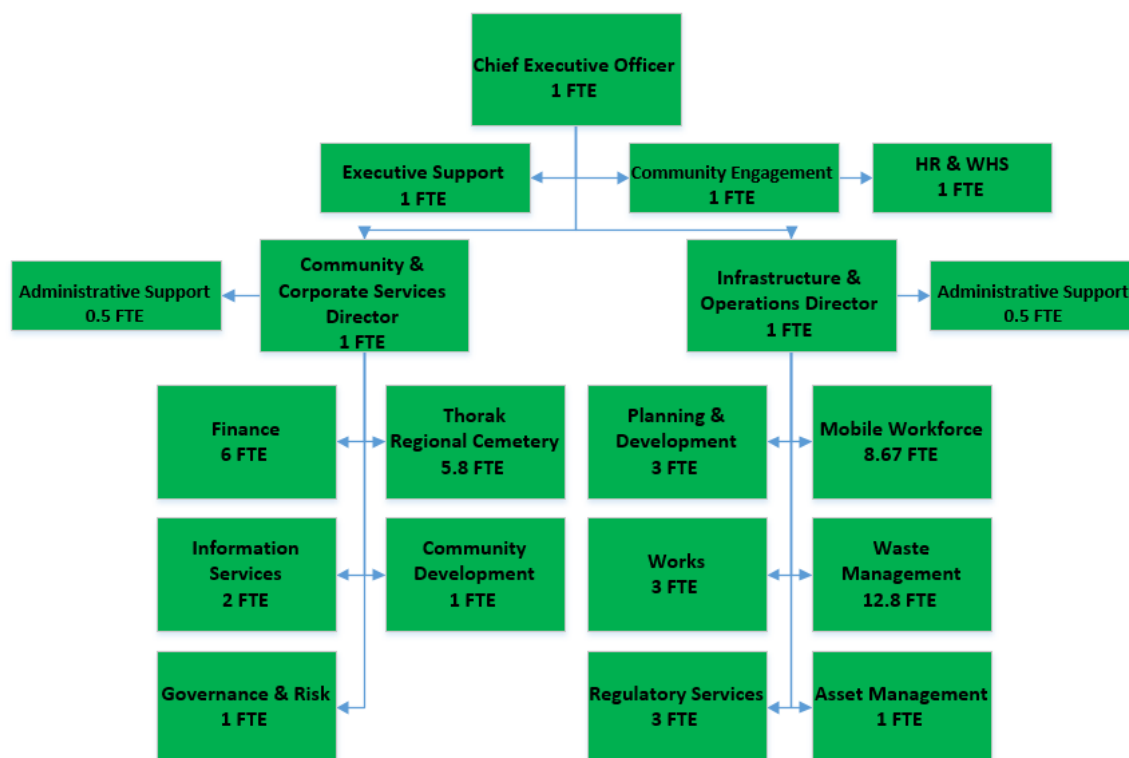 Chief Executive Officer
1 FTE
Executive Support
1 FTE
Community Engagement
1 FTE
HR & WHS
1 FTE
Administrative Support
0.5 FTE
Community &
Corporate Services
Director
1 FTE
Infrastructure &
Operations Director
1 FTE
Administrative Support
0.5 FTE
Finance
6 FTE
Thorak
Regional Cemetery
5.8 FTE
Planning &
Development
3 FTE
Mobile Workforce
8.67 FTE
Information
Services
2 FTE
Community
Development
1 FTE
Works
3 FTE
Waste
Management
12.8 FTE
Governance & Risk
1 FTE
Regulatory Services
3 FTE
Asset Management
1 FTE